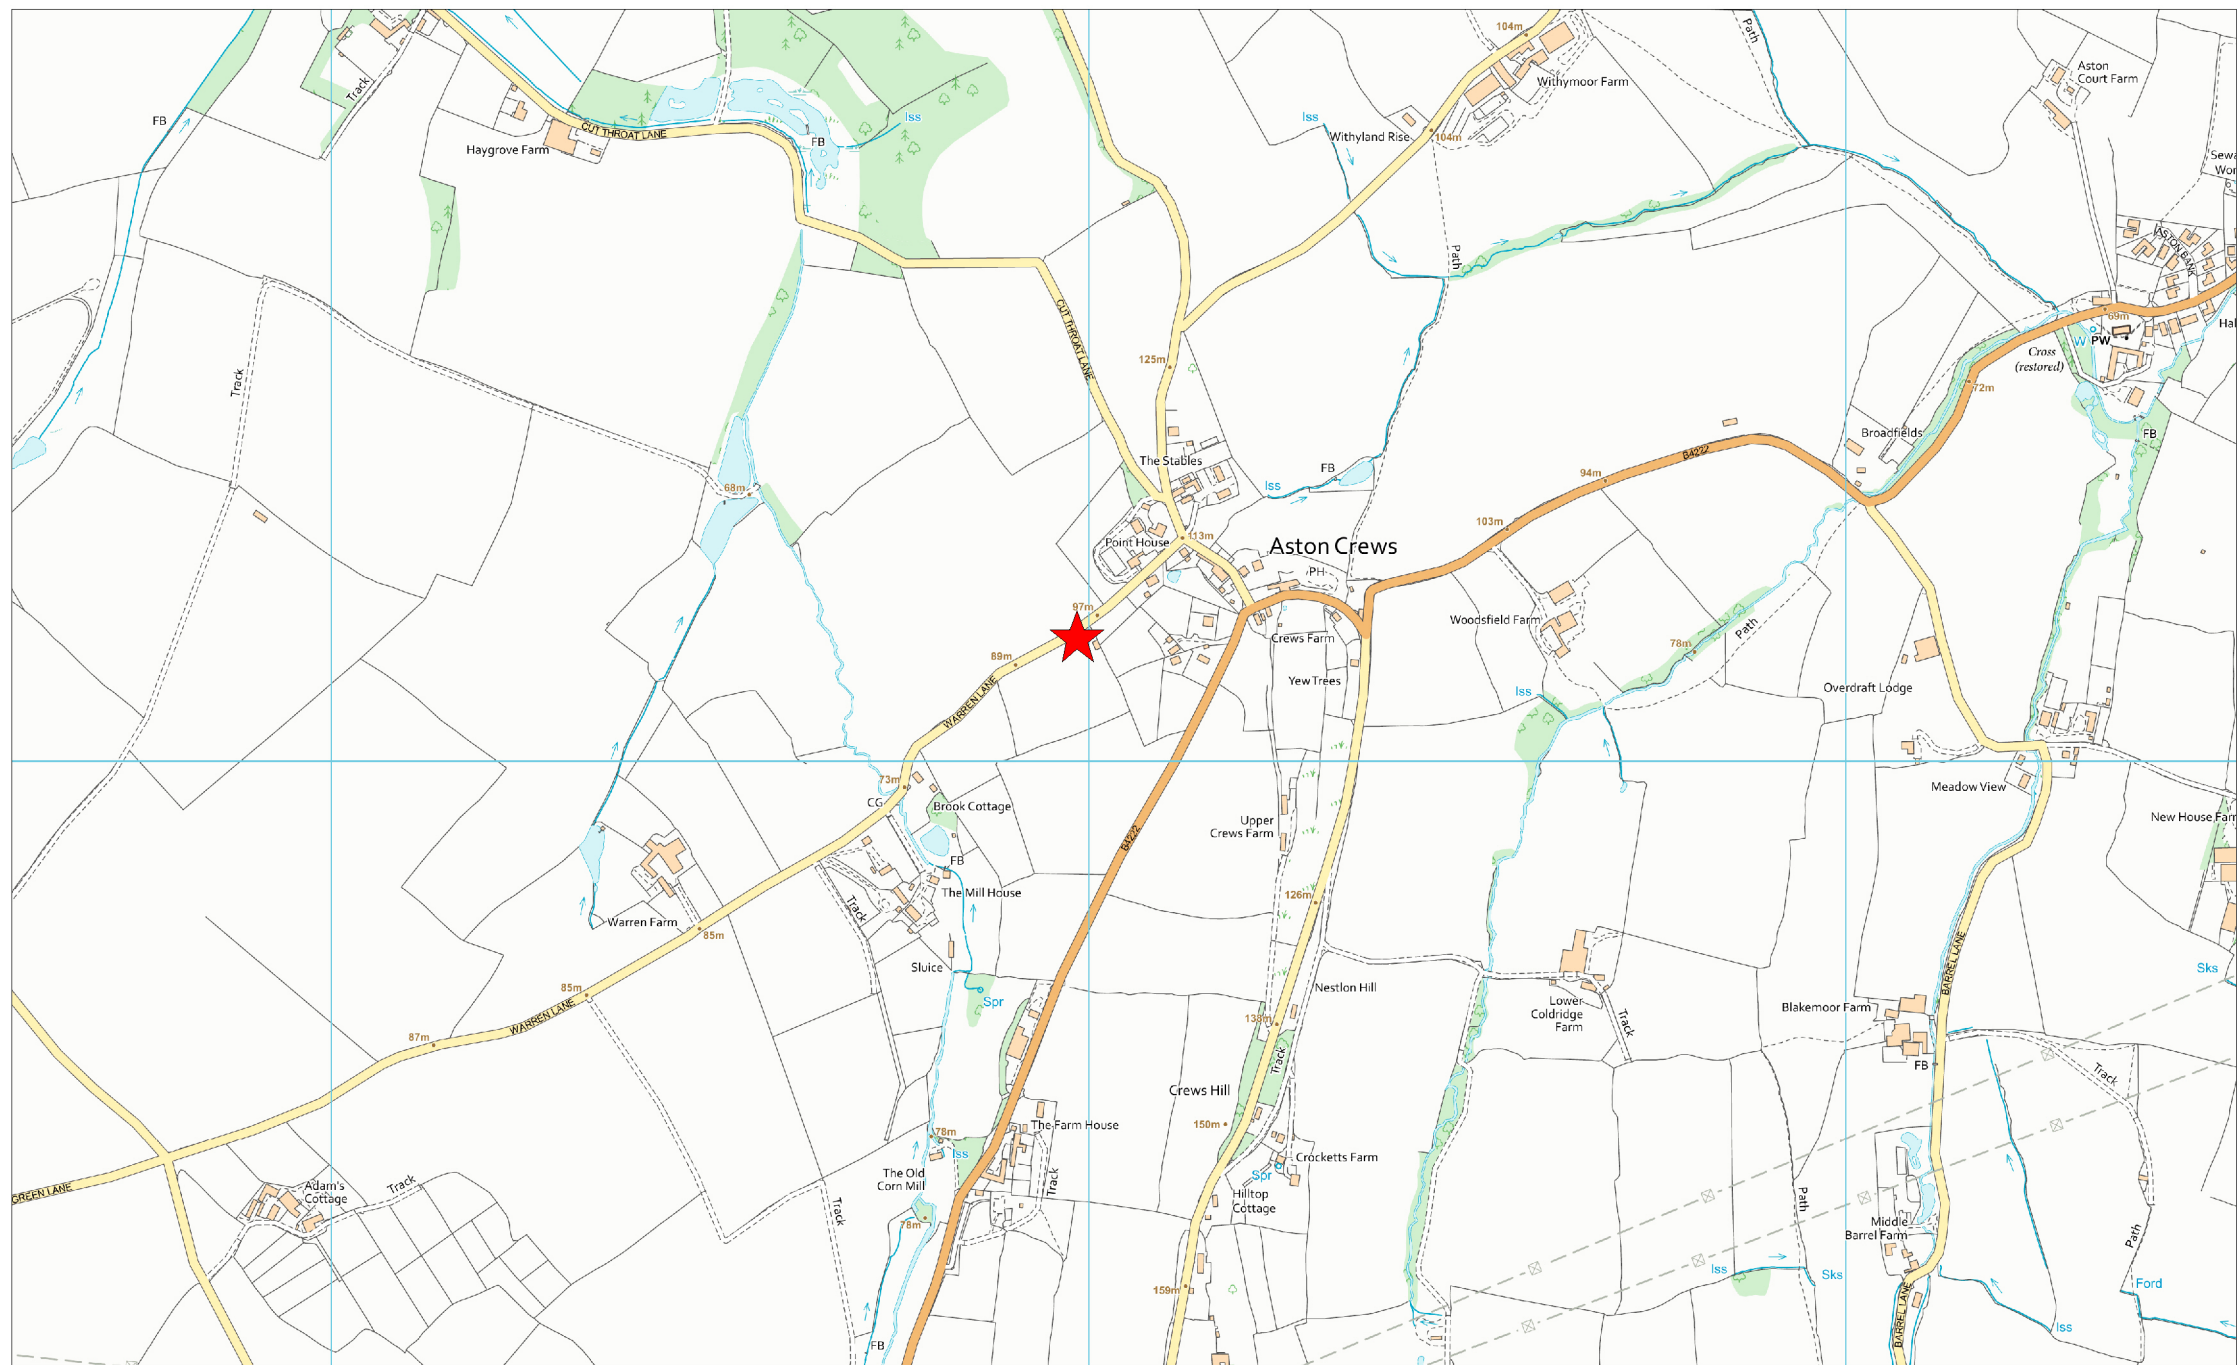 104m
Path
Aston
Court Farm
Track
Withymoor Farm
FB
Iss
Iss
CUT THROAT LANE
FB
Withyland Rise
104m
Haygrove Farm
ASTON BANK
Path
CUT THROAT LANE
69m
W
PW
Cross
(restored)
125m
72m
Track
Broadfields
FB
The Stables
B4222
FB
94m
Iss
68m
103m
Point House
113m
Aston Crews
PH
97m
Woodsfield Farm
Crews Farm
Path
78m
89m
Yew Trees
Iss
Overdraft Lodge
WARREN LANE
73m
CG
Brook Cottage
Meadow View
Upper
Crews Farm
New House Farm
B4222
FB
The Mill House
126m
Track
Warren Farm
85m
Sluice
BARREL LANE
Sks
85m
Spr
Nestlon Hill
Lower
Coldridge
Farm
Blakemoor Farm
WARREN LANE
138m
Track
87m
Track
FB
Track
Crews Hill
150m
The Farm House
78m
Iss
Crocketts Farm
The Old
Corn Mill
Spr
Track
GREEN LANE
Adam's
Cottage
Track
Hilltop
Cottage
Path
Track
78m
Middle
Barrel Farm
Path
Iss
Sks
Ford
159m
BARREL LANE
Iss
FB